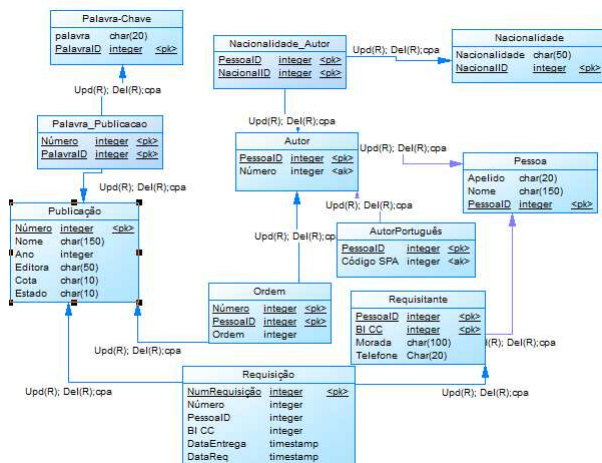 Palavra-Chave
palavra char(20)
PalavraID integer <pk>
Nacionalidade_Autor
PessoaID integer <pk>
NacionalID integer <pk>
Nacionalidade
Nacionalidade char(50)
NacionalID integer <pk>
Upd(R); Del(R);cpa
Upd(R); Del(R);cpa
Upd(R); Del(R);cpa
Palavra_Publicacao
Número integer <pk>
PalavraID integer <pk>
Autor
PessoaID integer <pk>
Número integer <ak>
Upd(R); Del(R);cpa
Pessoa
Apelido char(20)
Nome char(150)
PessoaID integer <pk>
Upd(R); Del(R);cpa
Publicação
Número integer <pk>
Nome char(150)
Ano integer
Editora char(50)
Cota char(10)
Estado char(10)
Upd(R); Del(R);cpa
Upd(R); Del(R);cpa
AutorPortuguês
PessoaID integer <pk>
Código SPA integer <ak>
Ordem
Número integer <pk>
PessoaID integer <pk>
Ordem integer
Requisitante
PessoaID integer <pk>
BI CC integer <pk>
Morada char(100)
Telefone Char(20)
Upd(R); Del(R);cpa
Upd(R); Del(R);cpa
Requisição
NumRequisição integer <pk>
Número integer
PessoaID integer
BI CC integer
DataEntrega timestamp
DataReq timestamp
Upd(R); Del(R);cpa
Upd(R); Del(R);cpa